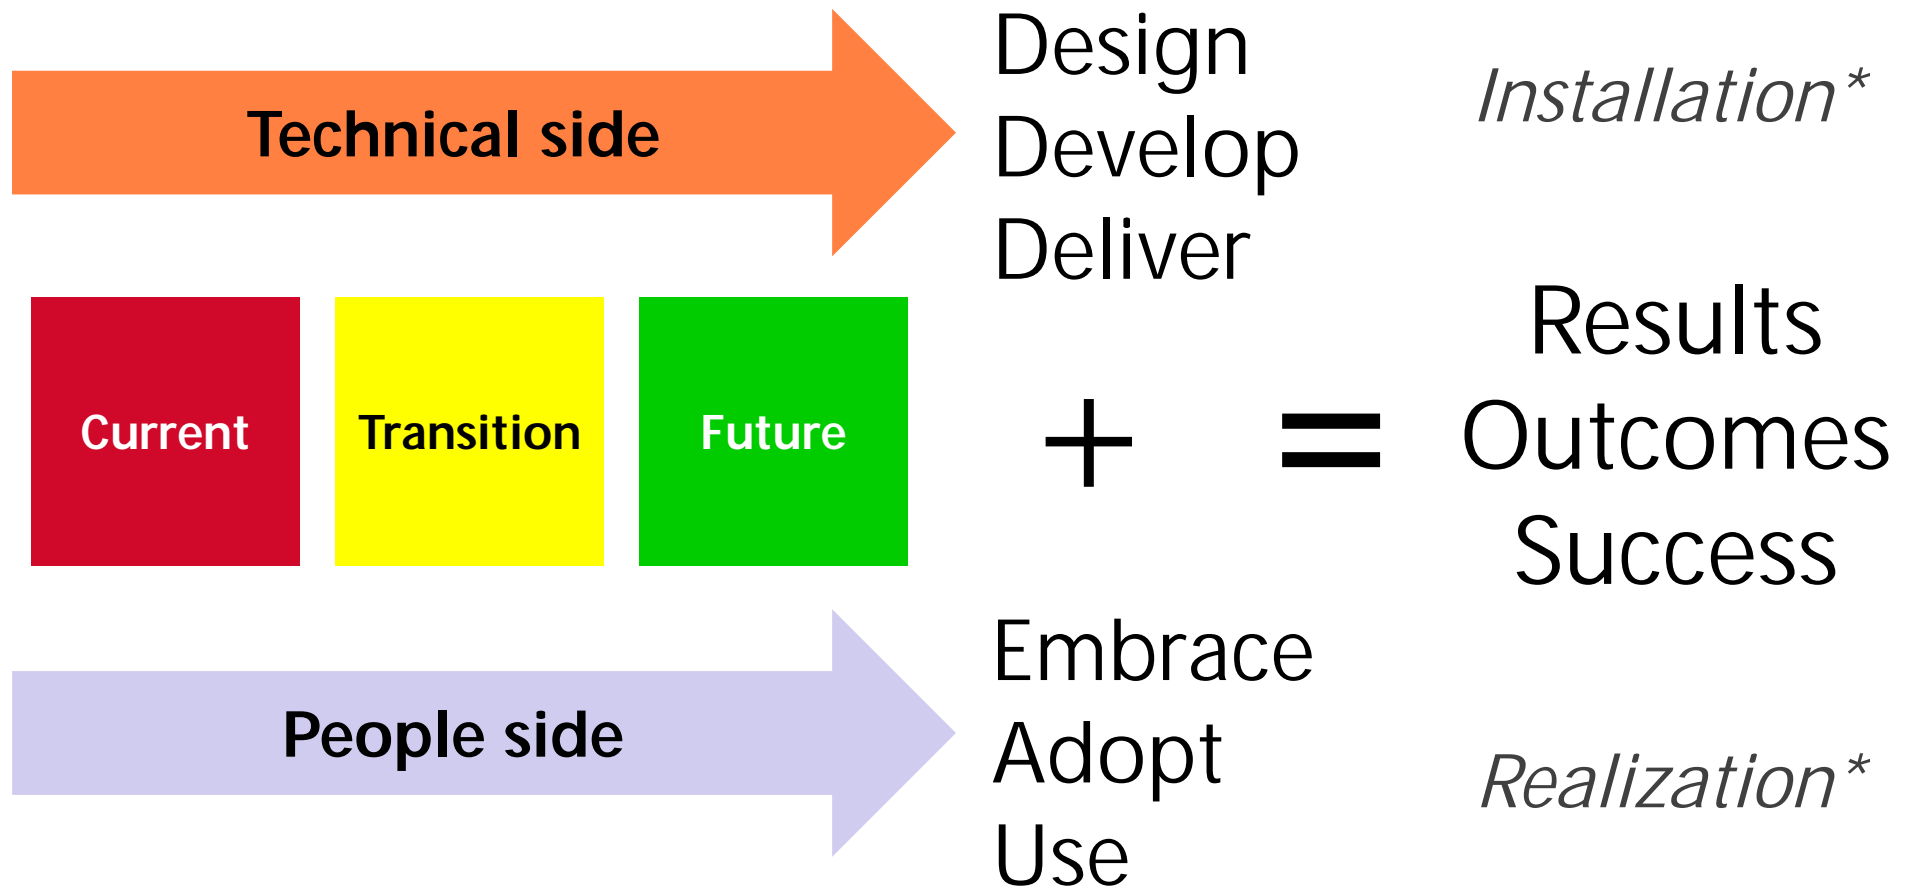 Technical side
Design
Develop
Deliver
Installation*
Current
Transition
Future
+
=
Results
Outcomes
Success
People side
Embrace
Adopt
Use
Realization*